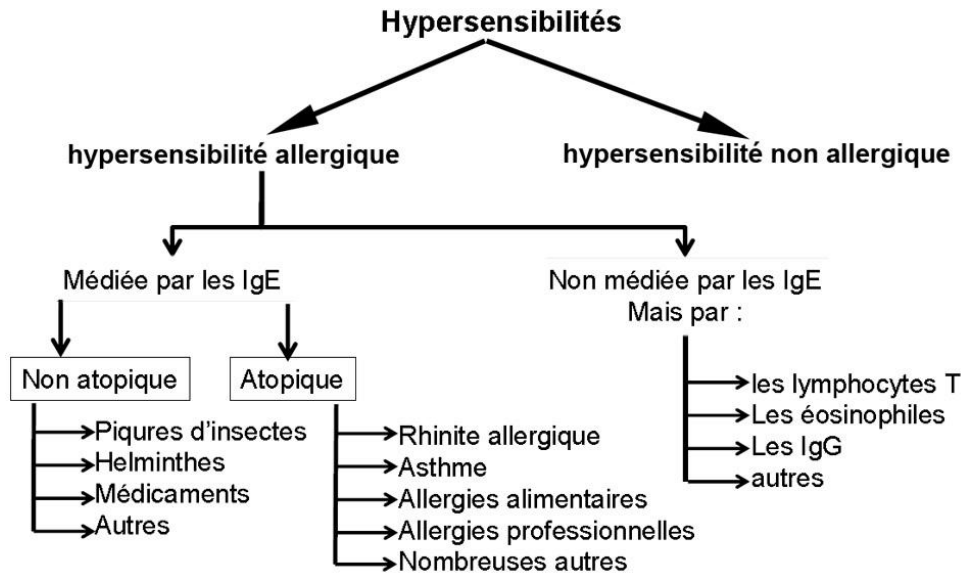 Hypersensibilités
hypersensibilité allergique
hypersensibilité non allergique
Médiée par les IgE
Non médiée par les IgE
Mais par :
Non atopique
Atopique
Piqures d'insectes
Helminthes
Médicaments
Autres
Rhinite allergique
Asthme
Allergies alimentaires
Allergies professionnelles
Nombreuses autres
les lymphocytes T
Les éosinophiles
Les IgG
autres